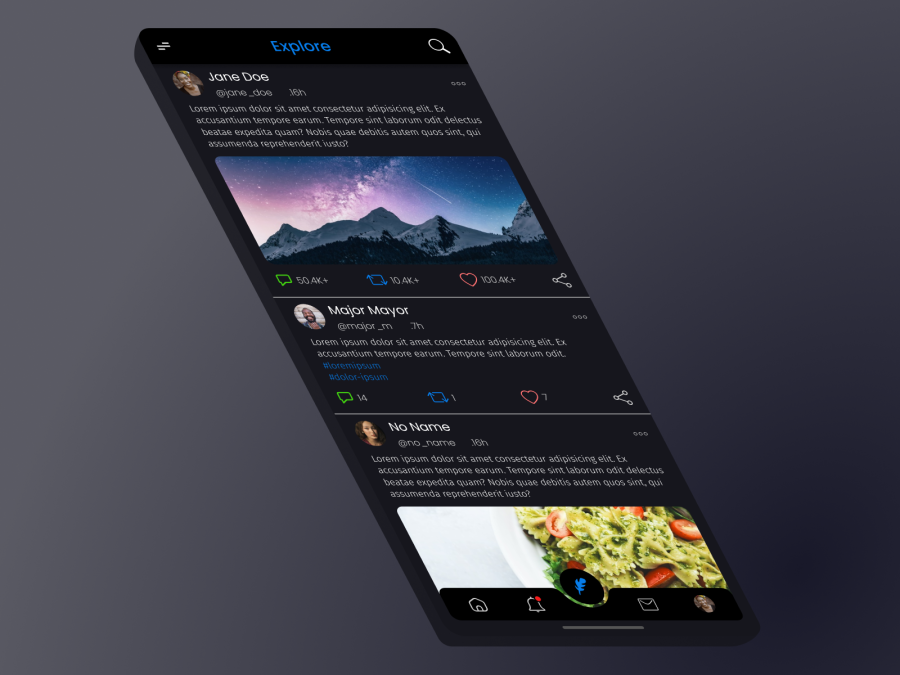 Explore
Jane Doe
@jane_doe .16h
Lorem ipsum dolor sit amet consectetur adipisicing elit. Ex
accusantium tempore earum. Tempore sint laborum odit delectus
beatae expedita quam? Nobis quae debitis autem quos sint, qui
assumenda reprehenderit iusto?
50.4K+ 10.4K+ 100.4K+
Major Mayor
@major_m .7h
Lorem ipsum dolor sit amet consectetur adipisicing elit. Ex
accusantium tempore earum. Tempore sint laborum odit.
#loremipsum
#dolor-ipsum
14 1 7
No Name
@no_name .16h
Lorem ipsum dolor sit amet consectetur adipisicing elit. Ex
accusantium tempore earum. Tempore sint laborum odit delectus
beatae expedita quam? Nobis quae debitis autem quos sint, qui
assumenda reprehenderit iusto?